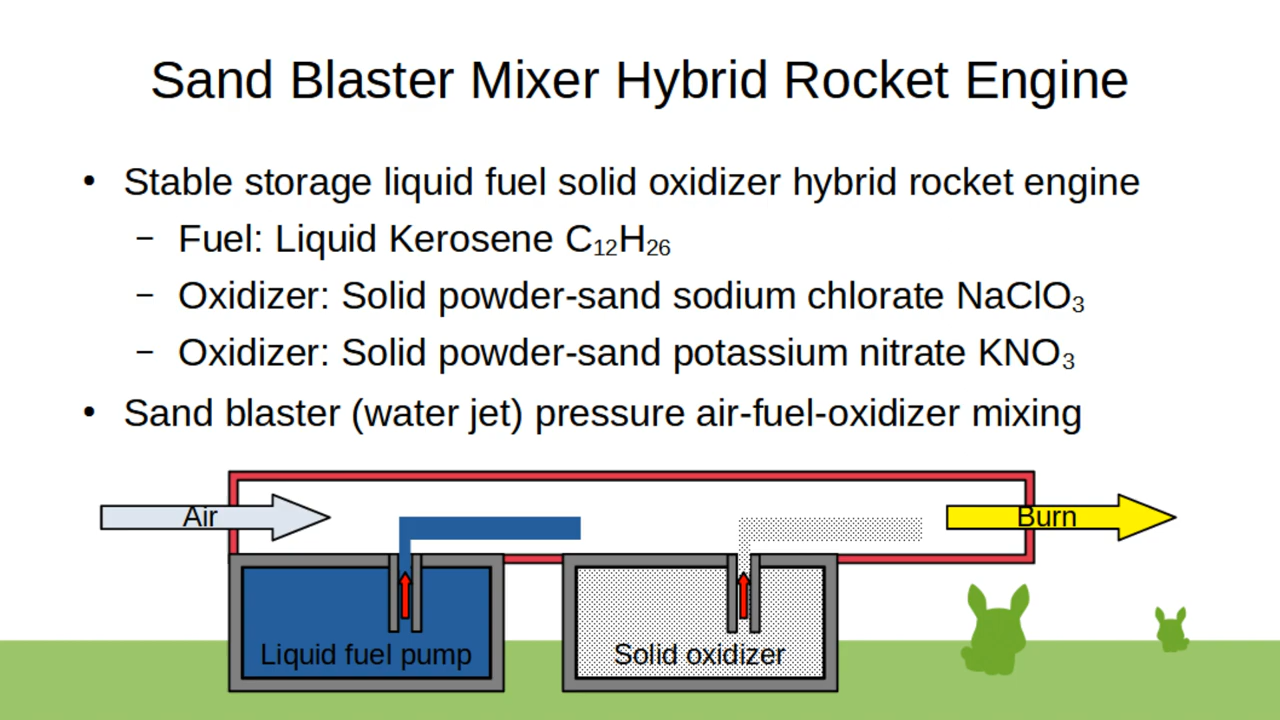 Sand Blaster Mixer Hybrid Rocket Engine
• Stable storage liquid fuel solid oxidizer hybrid rocket engine
– Fuel: Liquid Kerosene C₁₂H₂₆
– Oxidizer: Solid powder-sand sodium chlorate NaClO₃
– Oxidizer: Solid powder-sand potassium nitrate KNO₃
• Sand blaster (water jet) pressure air-fuel-oxidizer mixing
Air
Burn
Liquid fuel pump
Solid oxidizer